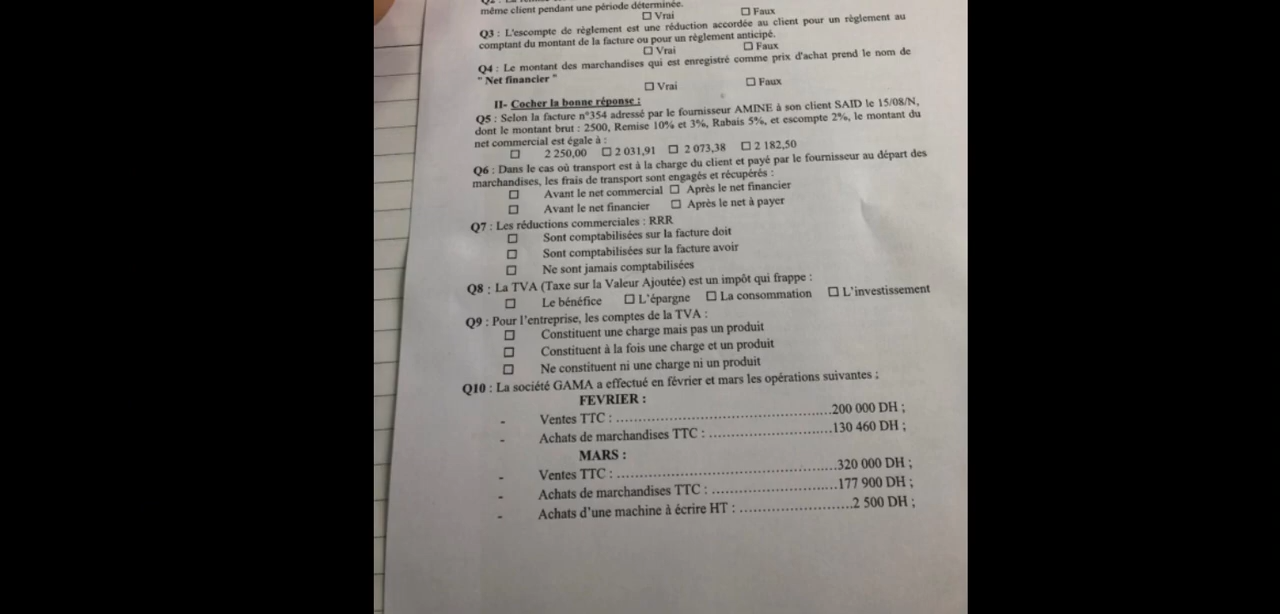 même client pendant une période déterminée.
☐ Vrai ☐ Faux
Q3 : L'escompte de règlement est une réduction accordée au client pour un règlement au
comptant du montant de la facture ou pour un règlement anticipé.
☐ Vrai ☐ Faux
Q4 : Le montant des marchandises qui est enregistré comme prix d'achat prend le nom de
" Net financier "
☐ Vrai ☐ Faux
II- Cocher la bonne réponse :
Q5 : Selon la facture n°354 adressé par le fournisseur AMINE à son client SAID le 15/08/N,
dont le montant brut : 2500, Remise 10% et 3%, Rabais 5%, et escompte 2%, le montant du
net commercial est égale à :
☐ 2 250,00 ☐ 2 031,91 ☐ 2 073,38 ☐ 2 182,50
Q6 : Dans le cas où transport est à la charge du client et payé par le fournisseur au départ des
marchandises, les frais de transport sont engagés et récupérés :
☐ Avant le net commercial ☐ Après le net financier
☐ Avant le net financier ☐ Après le net à payer
Q7 : Les réductions commerciales : RRR
☐ Sont comptabilisées sur la facture doit
☐ Sont comptabilisées sur la facture avoir
☐ Ne sont jamais comptabilisées
Q8 : La TVA (Taxe sur la Valeur Ajoutée) est un impôt qui frappe :
☐ Le bénéfice ☐ L'épargne ☐ La consommation ☐ L'investissement
Q9 : Pour l'entreprise, les comptes de la TVA :
☐ Constituent une charge mais pas un produit
☐ Constituent à la fois une charge et un produit
☐ Ne constituent ni une charge ni un produit
Q10 : La société GAMA a effectué en février et mars les opérations suivantes ;
FEVRIER :
- Ventes TTC : ................................................200 000 DH ;
- Achats de marchandises TTC : ...........................130 460 DH ;
MARS :
- Ventes TTC : ................................................320 000 DH ;
- Achats de marchandises TTC : ...........................177 900 DH ;
- Achats d'une machine à écrire HT : ........................2 500 DH ;